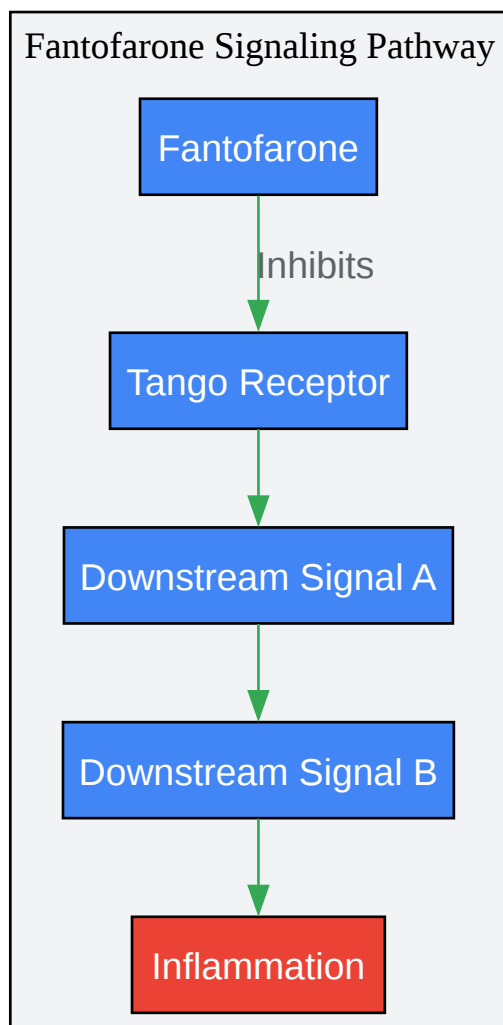 Fantofarone Signaling Pathway
Fantofarone
Inhibits
Tango Receptor
Downstream Signal A
Downstream Signal B
Inflammation